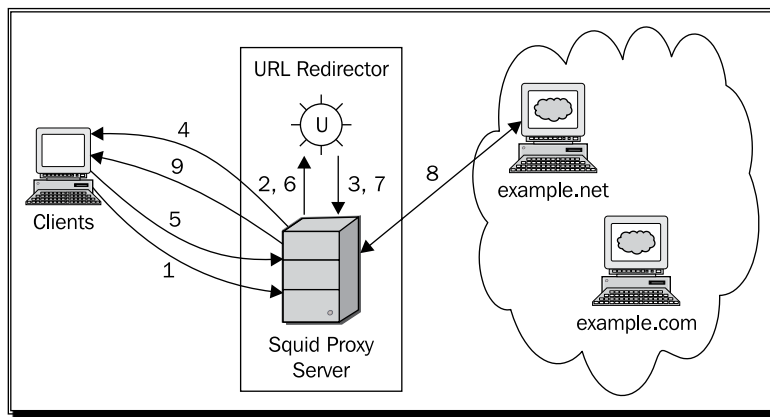 URL Redirector
U
4
9
2, 6
3, 7
8
Clients
5
1
example.net
example.com
Squid Proxy
Server